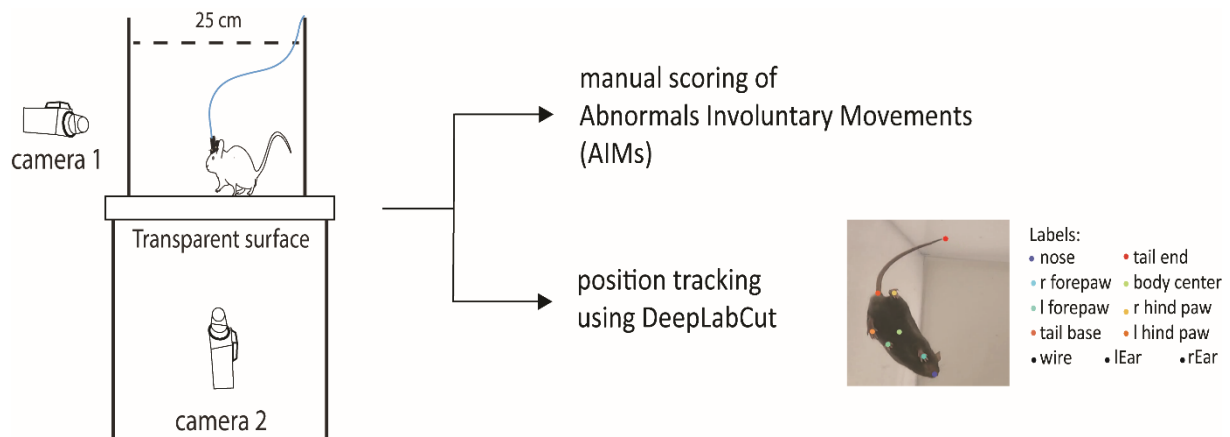 25 cm
camera 1
Transparent surface
camera 2
manual scoring of
Abnormals Involuntary Movements
(AIMs)
position tracking
using DeepLabCut
Labels:
nose
tail end
r forepaw
body center
l forepaw
r hind paw
tail base
l hind paw
wire
lEar
rEar